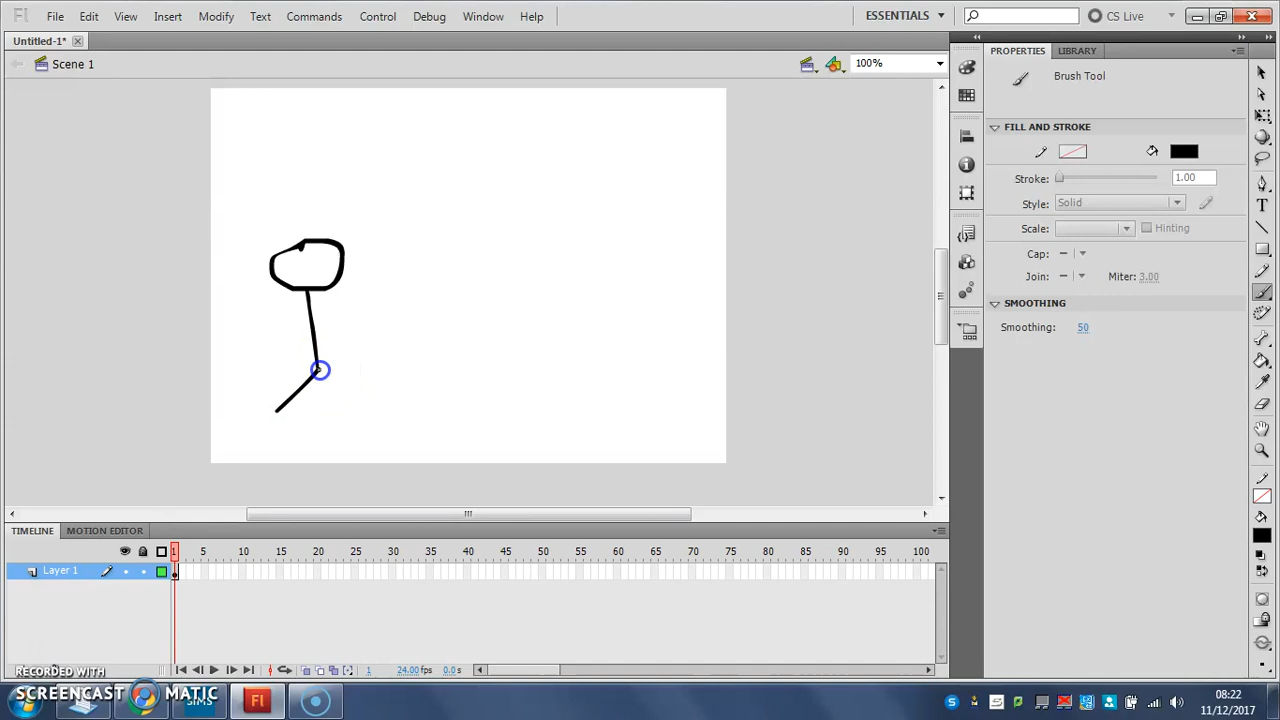 Fl File Edit View Insert Modify Text Commands Control Debug Window Help ESSENTIALS CS Live
Untitled-1*
Scene 1 100%
PROPERTIES LIBRARY
Brush Tool
FILL AND STROKE
Stroke: 1.00
Style: Solid
Scale: Hinting
Cap:
Join: Miter: 3.00
SMOOTHING
Smoothing: 50
TIMELINE MOTION EDITOR
1 5 10 15 20 25 30 35 40 45 50 55 60 65 70 75 80 85 90 95 100
Layer 1
1 24.00 fps 0.0 s
RECORDED WITH
SCREENCAST MATIC
SIMS Fl
08:22
11/12/2017